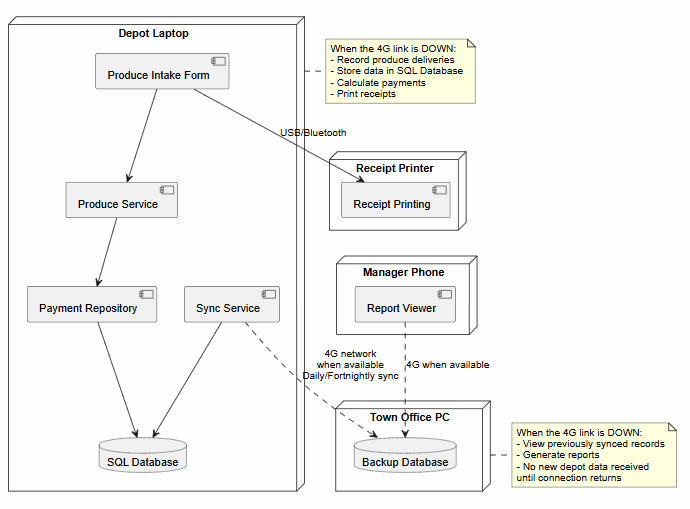 Depot Laptop
Produce Intake Form
When the 4G link is DOWN:
- Record produce deliveries
- Store data in SQL Database
- Calculate payments
- Print receipts
USB/Bluetooth
Receipt Printer
Receipt Printing
Produce Service
Manager Phone
Report Viewer
Payment Repository
Sync Service
4G network
when available
Daily/Fortnightly sync
4G when available
Town Office PC
Backup Database
SQL Database
When the 4G link is DOWN:
- View previously synced records
- Generate reports
- No new depot data received
until connection returns